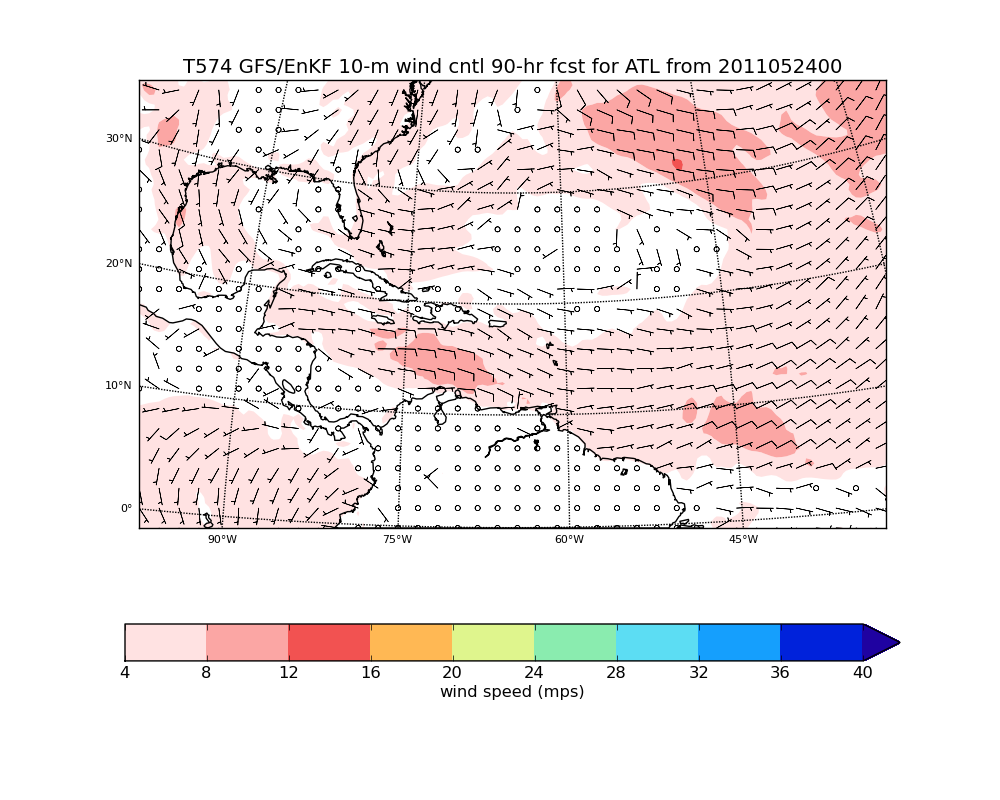 T574 GFS/EnKF 10-m wind cntl 90-hr fcst for ATL from 2011052400
30°N
20°N
10°N
0°
90°W 75°W 60°W 45°W
4 8 12 16 20 24 28 32 36 40
wind speed (mps)